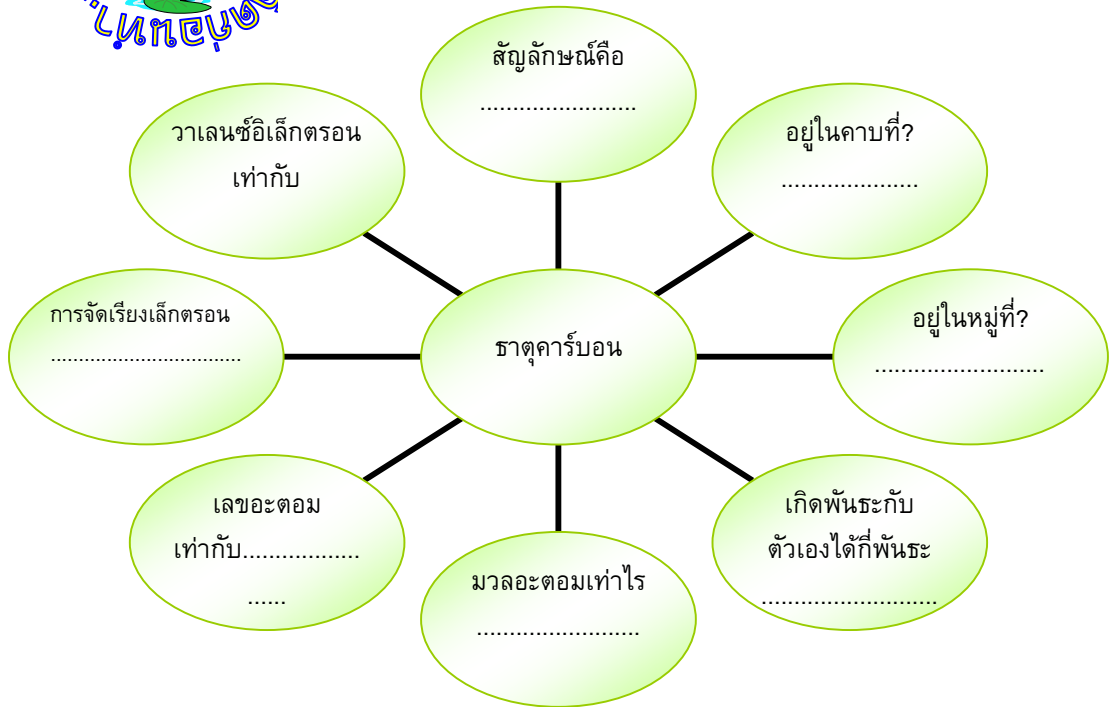 สัญลักษณ์คือ
........................
วาเลนซ์อิเล็กตรอน
เท่ากับ
อยู่ในคาบที่?
.....................
การจัดเรียงเล็กตรอน
...................................
ธาตุคาร์บอน
อยู่ในหมู่ที่?
..........................
เลขอะตอม
เท่ากับ..................
......
มวลอะตอมเท่าไร
.........................
เกิดพันธะกับ
ตัวเองได้กี่พันธะ
...........................